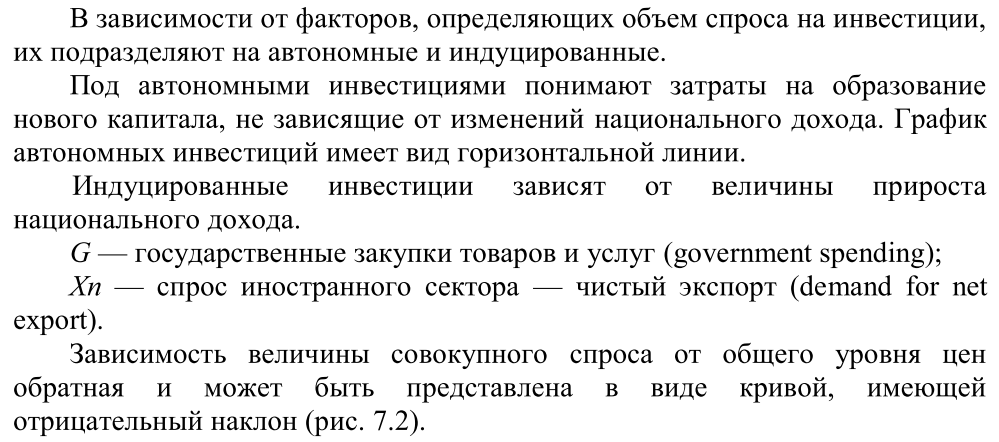 В зависимости от факторов, определяющих объем спроса на инвестиции,
их подразделяют на автономные и индуцированные.
Под автономными инвестициями понимают затраты на образование
нового капитала, не зависящие от изменений национального дохода. График
автономных инвестиций имеет вид горизонтальной линии.
Индуцированные инвестиции зависят от величины прироста
национального дохода.
G — государственные закупки товаров и услуг (government spending);
Xn — спрос иностранного сектора — чистый экспорт (demand for net
export).
Зависимость величины совокупного спроса от общего уровня цен
обратная и может быть представлена в виде кривой, имеющей
отрицательный наклон (рис. 7.2).